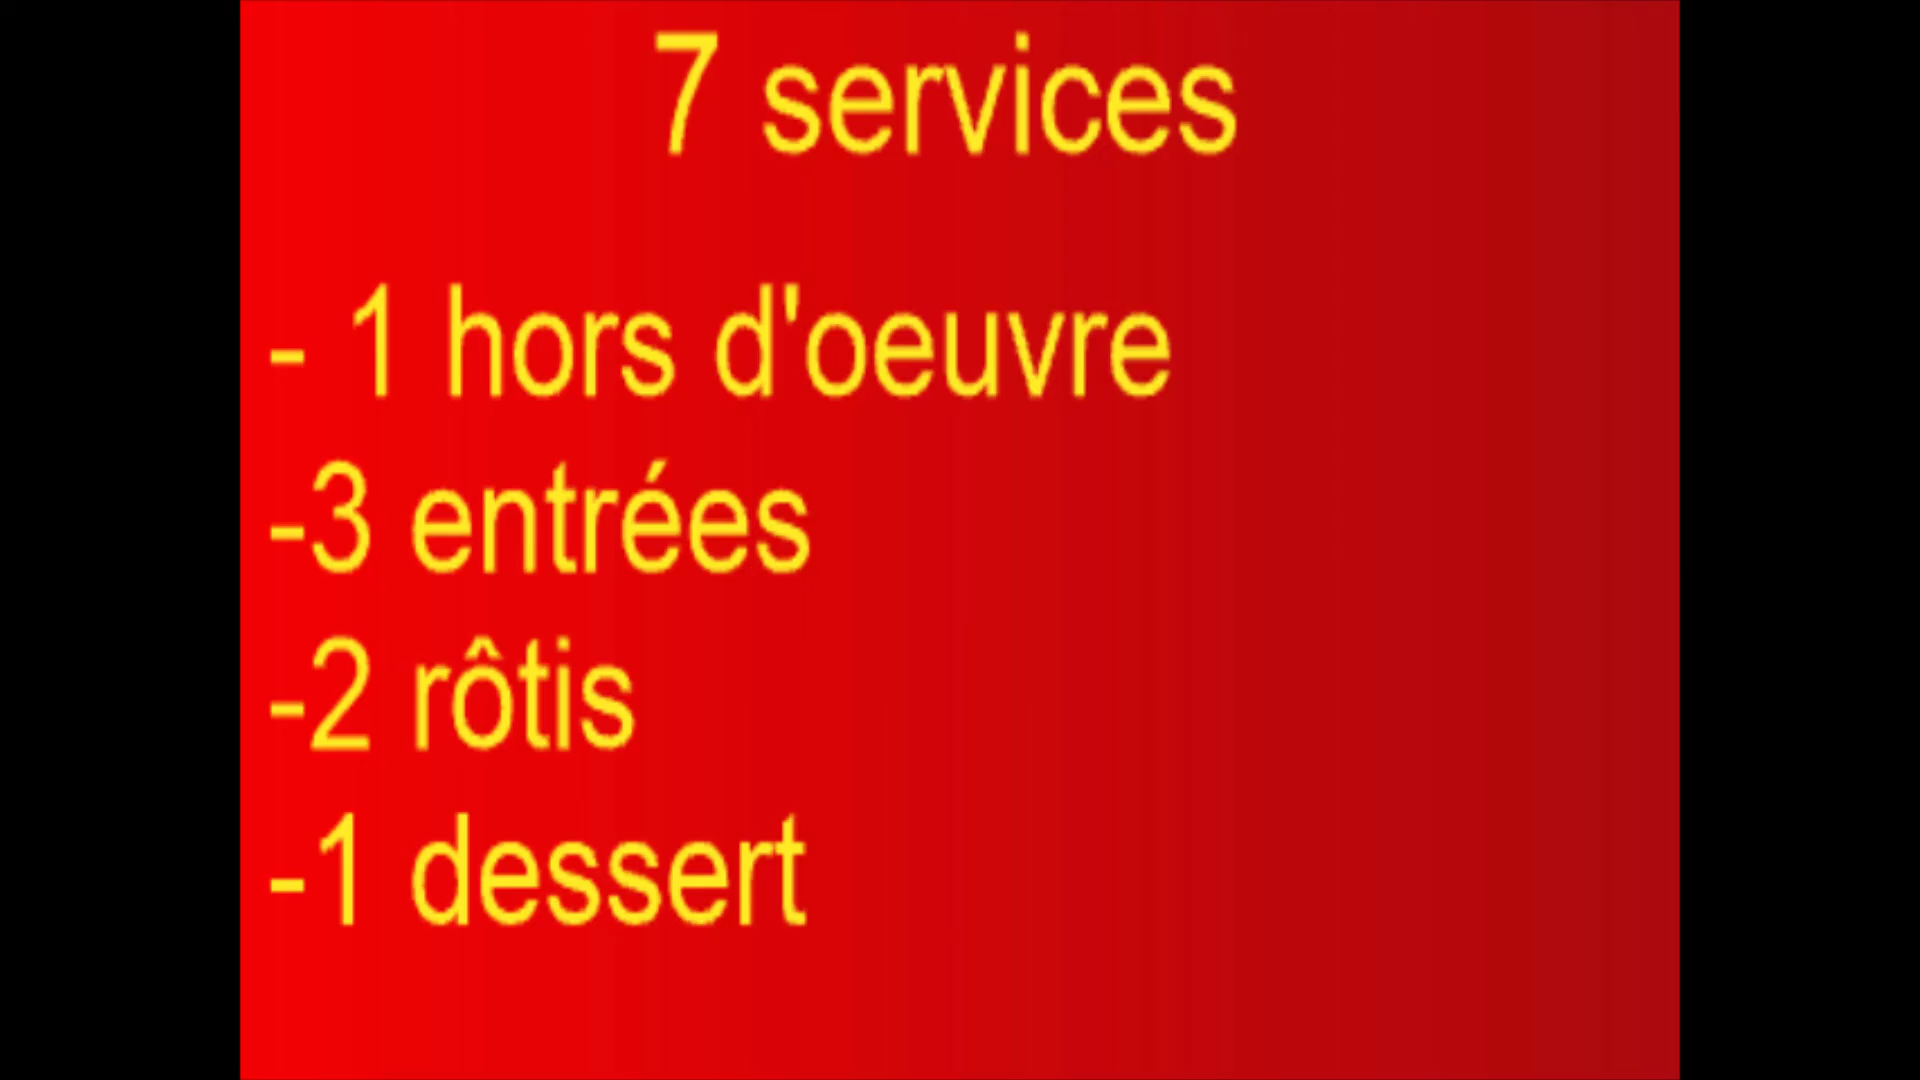 7 services
- 1 hors d'oeuvre
-3 entrées
-2 rôtis
-1 dessert